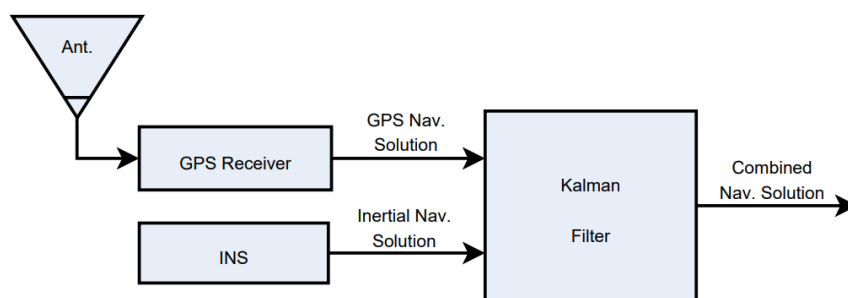 Ant.
GPS Receiver
GPS Nav.
Solution
INS
Inertial Nav.
Solution
Kalman
Filter
Combined
Nav. Solution